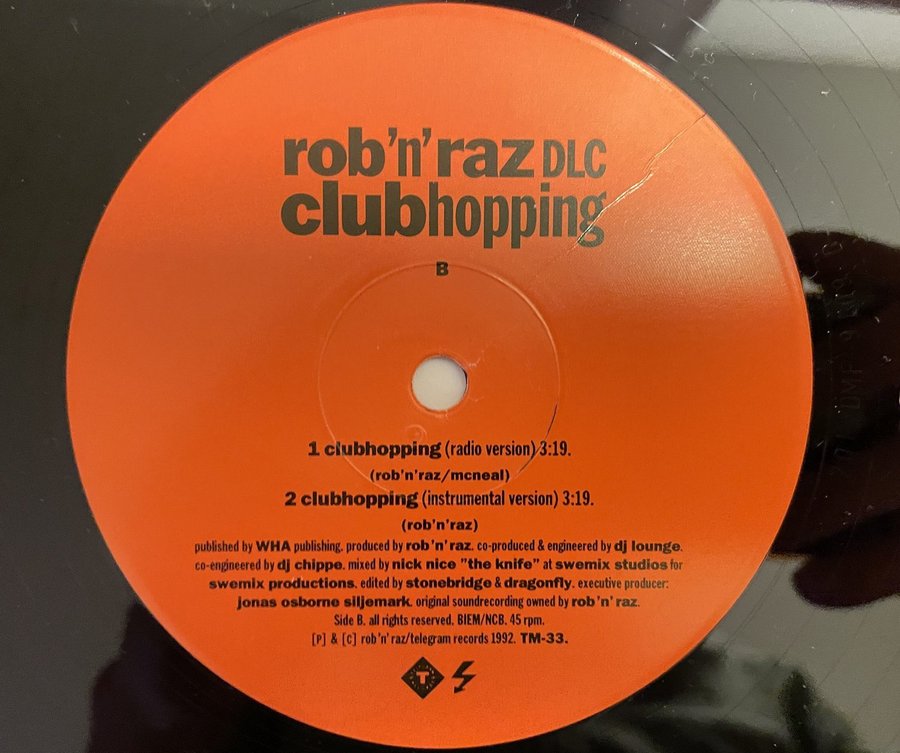 rob'n'raz DLC
clubhopping
B
1 clubhopping (radio version) 3:19.
(rob'n'raz/mcneal)
2 clubhopping (instrumental version) 3:19.
(rob'n'raz)
published by WHA publishing. produced by rob'n'raz. co-produced & engineered by dj lounge.
co-engineered by dj chippe. mixed by nick nice "the knife" at swemix studios for
swemix productions. edited by stonebridge & dragonfly. executive producer:
jonas osborne siljemark. original soundrecording owned by rob'n'raz.
Side B. all rights reserved. BIEM/NCB. 45 rpm.
[P] & [C] rob'n'raz/telegram records 1992. TM-33.
T